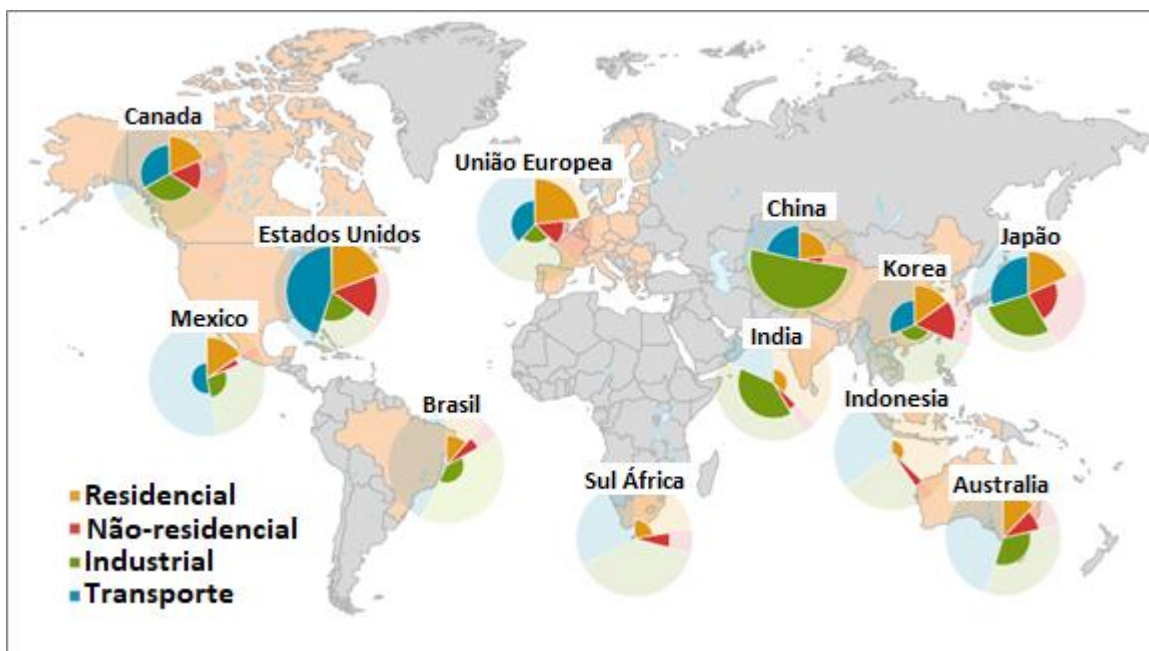 Canada
União Europea
Estados Unidos
China
Japão
Korea
Mexico
India
Brasil
Indonesia
Sul África
Australia
Residencial
Não-residencial
Industrial
Transporte